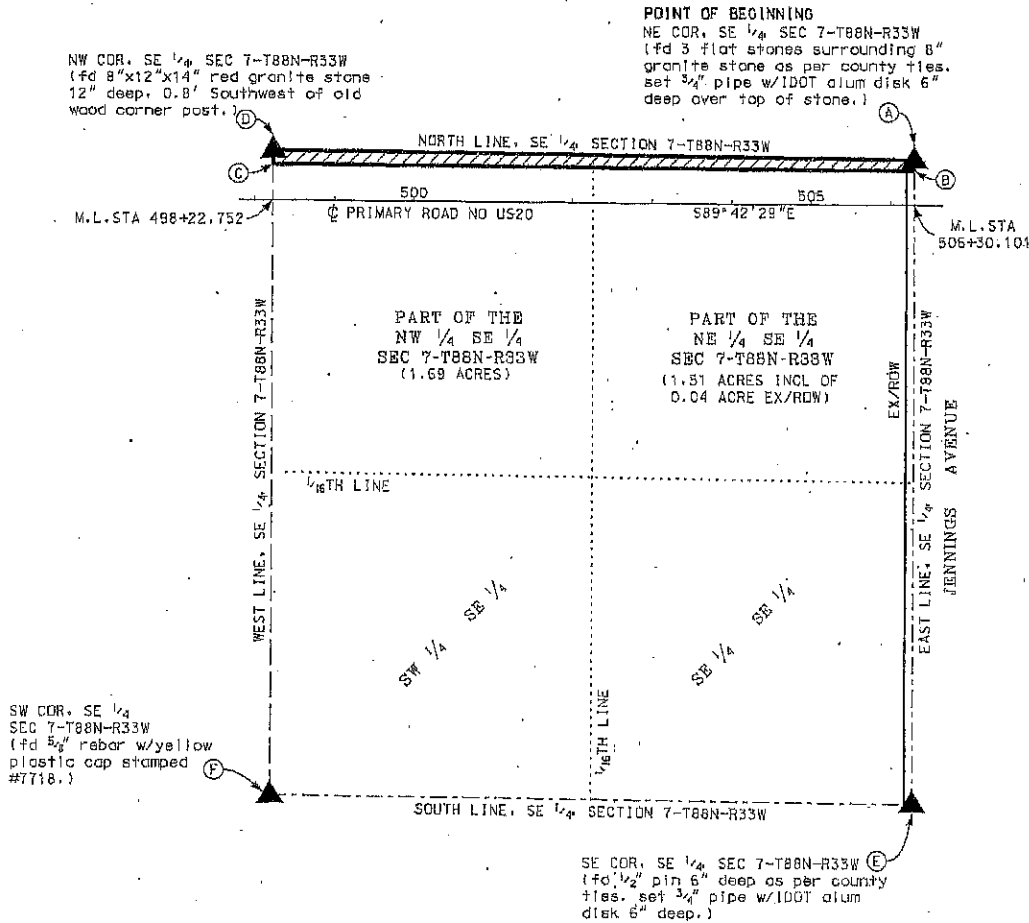 POINT OF BEGINNING
NE COR. SE 1/4 SEC 7-T88N-R33W
(fd 3 flat stones surrounding 8"
granite stone as per county ties.
set 3/4" pipe w/IDOT alum disk 6"
deep over top of stone.)
A
NW COR. SE 1/4 SEC 7-T88N-R33W
(fd 8"x12"x14" red granite stone
12" deep. 0.8' Southwest of old
wood corner post.)
D
NORTH LINE, SE 1/4, SECTION 7-T88N-R33W
C
B
500
505
M.L.STA 498+22.752
℄ PRIMARY ROAD NO US20
S89°42'29"E
M.L.STA
506+30.101
PART OF THE
NW 1/4 SE 1/4
SEC 7-T88N-R33W
(1.69 ACRES)
PART OF THE
NE 1/4 SE 1/4
SEC 7-T88N-R33W
(1.51 ACRES INCL OF
0.04 ACRE EX/ROW)
EX/ROW
WEST LINE, SE 1/4, SECTION 7-T88N-R33W
EAST LINE, SE 1/4, SECTION 7-T88N-R33W
JENNINGS AVENUE
1/16TH LINE
SW 1/4 SE 1/4
SE 1/4 SE 1/4
1/16TH LINE
SW COR. SE 1/4
SEC 7-T88N-R33W
(fd 5/8" rebar w/yellow
plastic cap stamped
#7718.)
F
SOUTH LINE, SE 1/4, SECTION 7-T88N-R33W
SE COR. SE 1/4, SEC 7-T88N-R33W
E
(fd 1/2" pin 6" deep as per county
ties. set 3/4" pipe w/IDOT alum
disk 6" deep.)